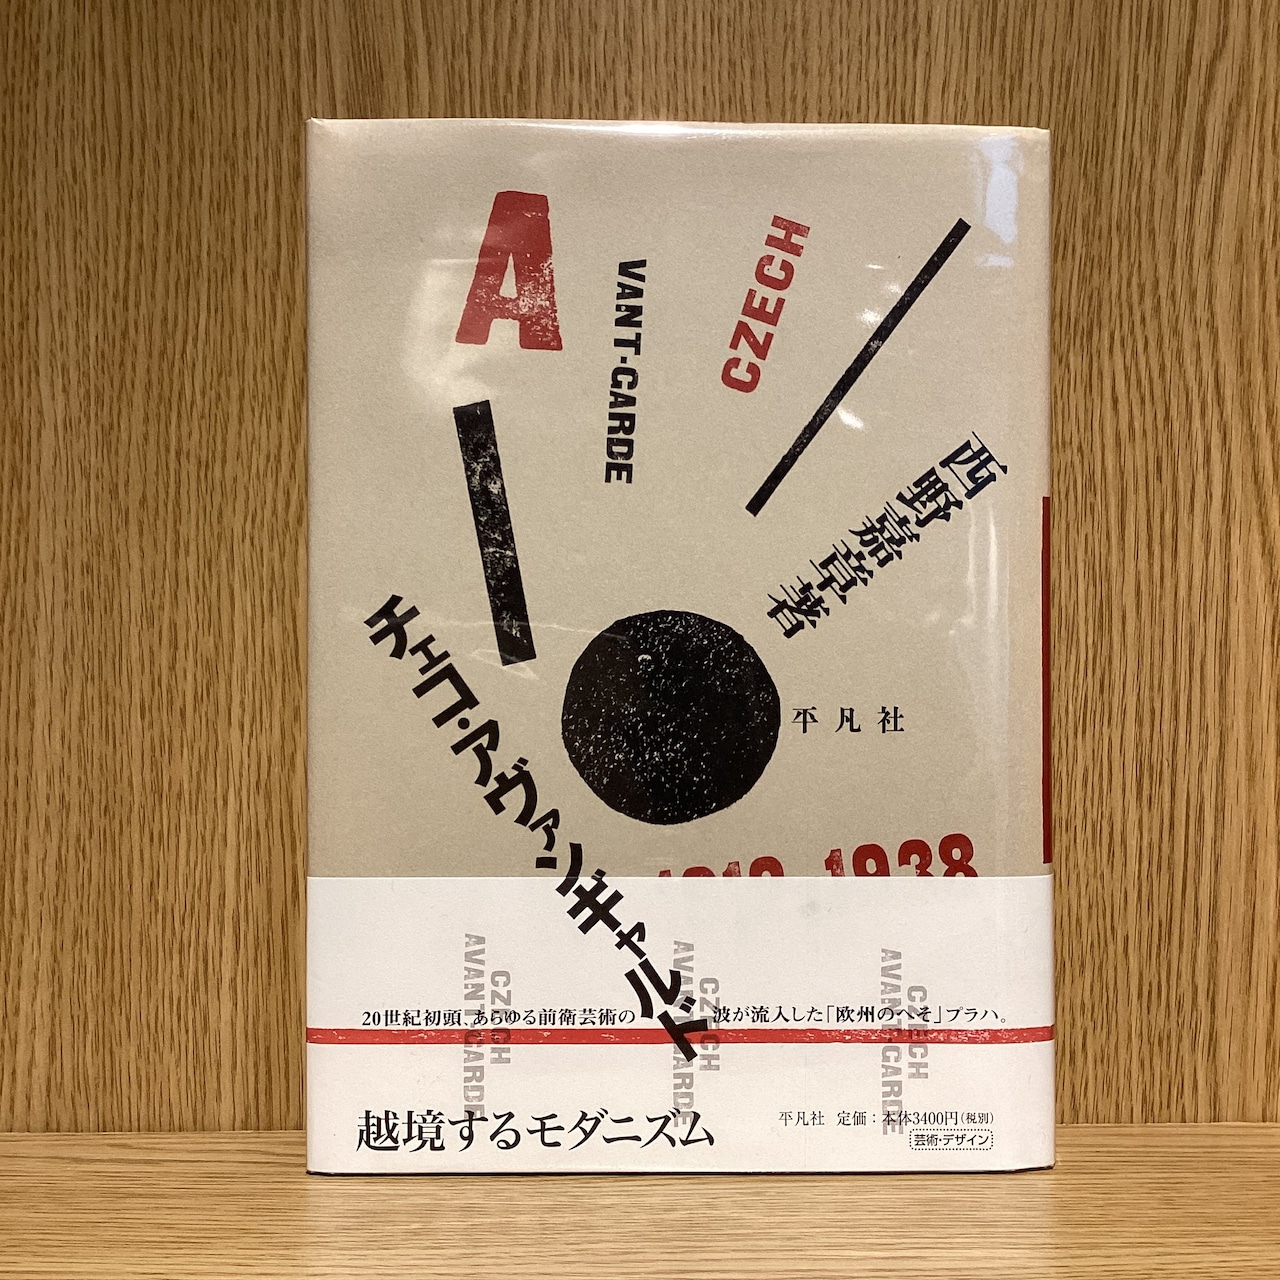 A
VANT-GARDE
CZECH
西野嘉章著
チェコ・アヴァンギャルド
平凡社
1938
CZECH
AVANT-GARDE
CZECH
AVANT-GARDE
CZECH
AVANT-GARDE
20世紀初頭、あらゆる前衛芸術の波が流入した「欧州のへそ」プラハ。
越境するモダニズム
平凡社 定価:本体3400円(税別)
芸術・デザイン